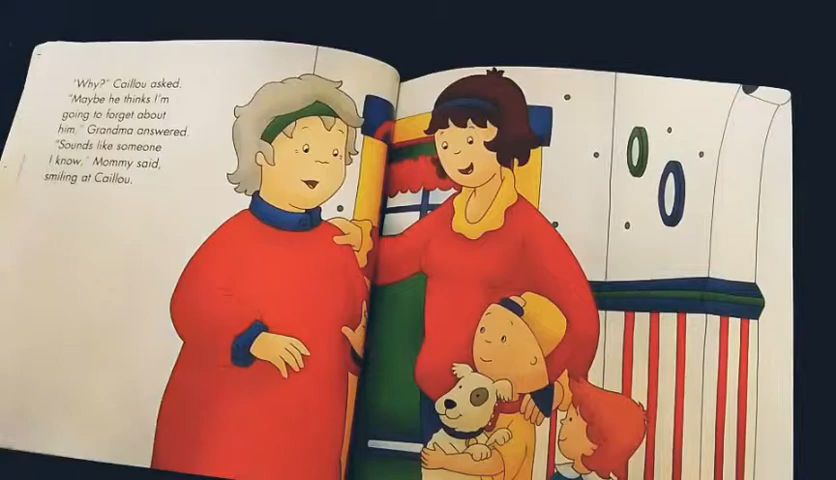 "Why?" Caillou asked.
"Maybe he thinks I'm
going to forget about
him." Grandma answered.
"Sounds like someone
I know." Mommy said,
smiling at Caillou.